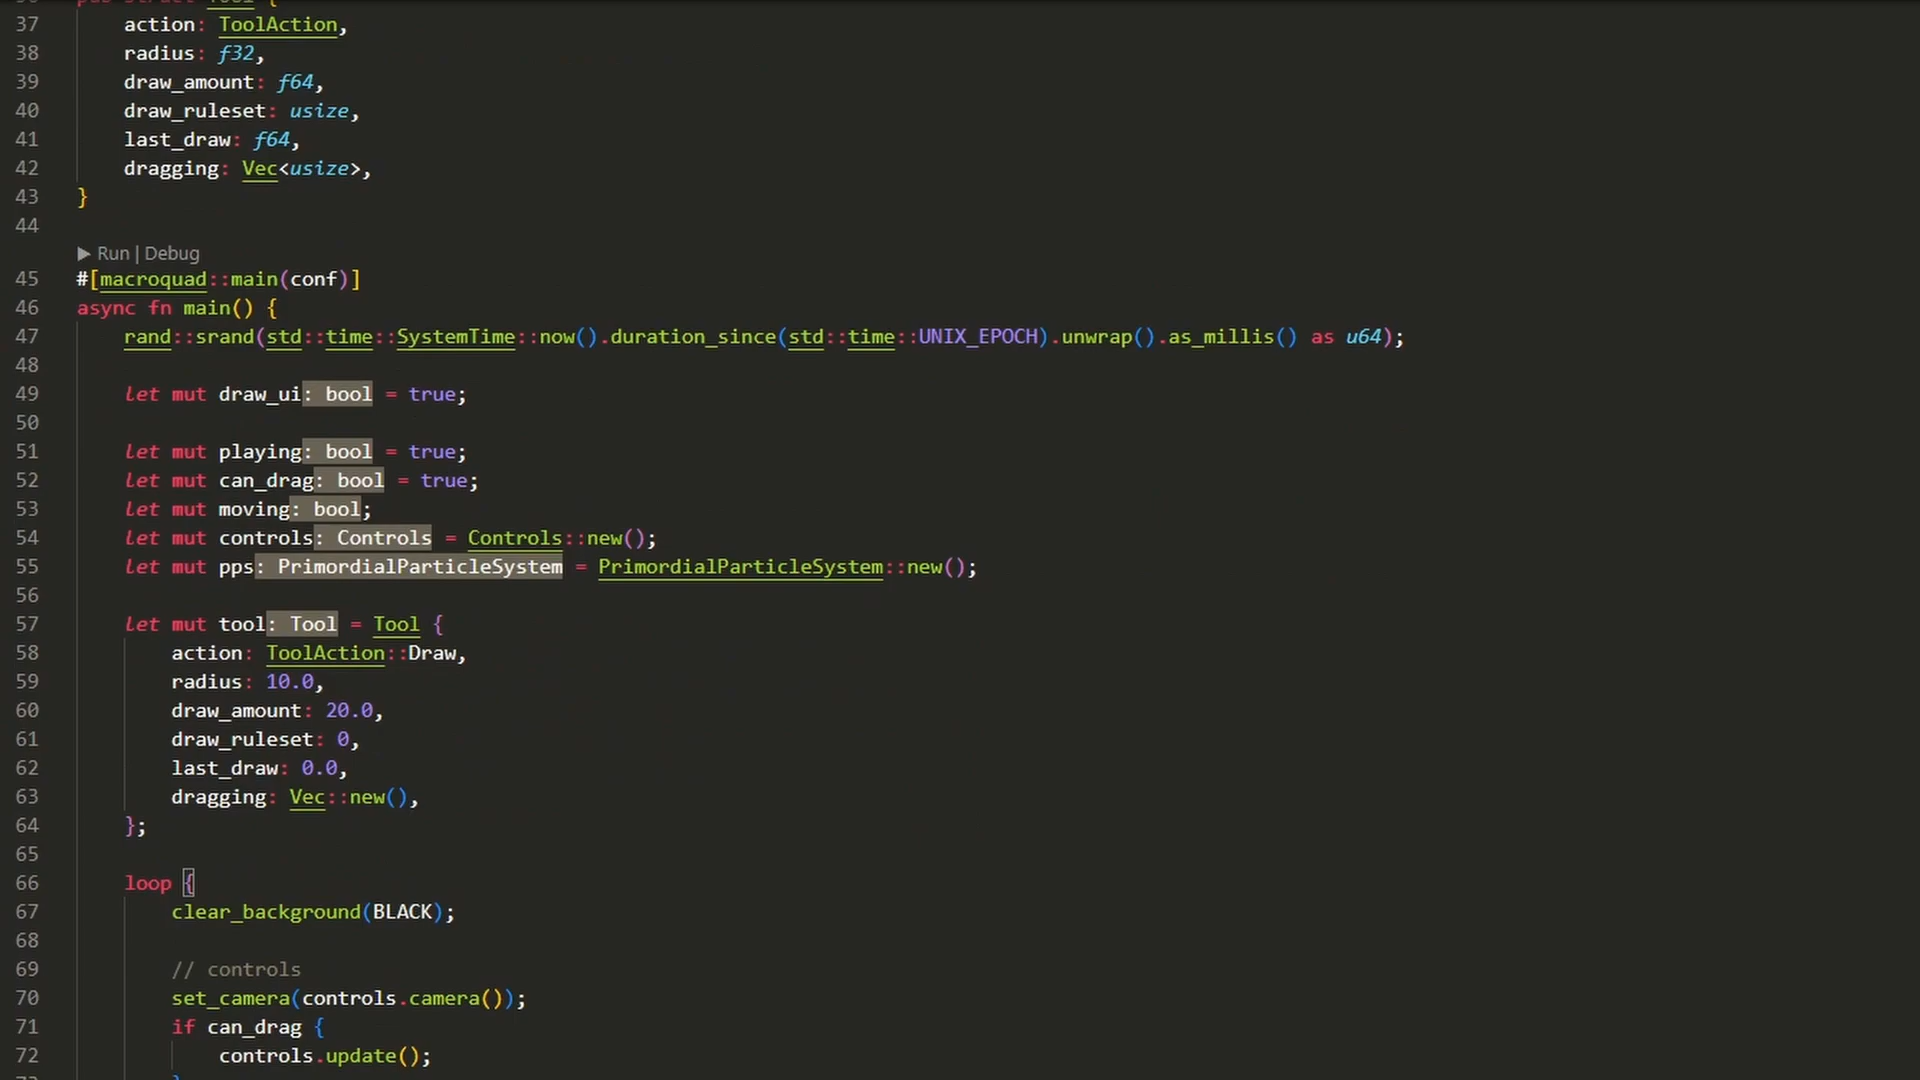 pub struct Tool {
37 action: ToolAction,
38 radius: f32,
39 draw_amount: f64,
40 draw_ruleset: usize,
41 last_draw: f64,
42 dragging: Vec<usize>,
43 }
44
▶ Run | Debug
45 #[macroquad::main(conf)]
46 async fn main() {
47 rand::srand(std::time::SystemTime::now().duration_since(std::time::UNIX_EPOCH).unwrap().as_millis() as u64);
48
49 let mut draw_ui: bool = true;
50
51 let mut playing: bool = true;
52 let mut can_drag: bool = true;
53 let mut moving: bool;
54 let mut controls: Controls = Controls::new();
55 let mut pps: PrimordialParticleSystem = PrimordialParticleSystem::new();
56
57 let mut tool: Tool = Tool {
58 action: ToolAction::Draw,
59 radius: 10.0,
60 draw_amount: 20.0,
61 draw_ruleset: 0,
62 last_draw: 0.0,
63 dragging: Vec::new(),
64 };
65
66 loop {
67 clear_background(BLACK);
68
69 // controls
70 set_camera(controls.camera());
71 if can_drag {
72 controls.update();